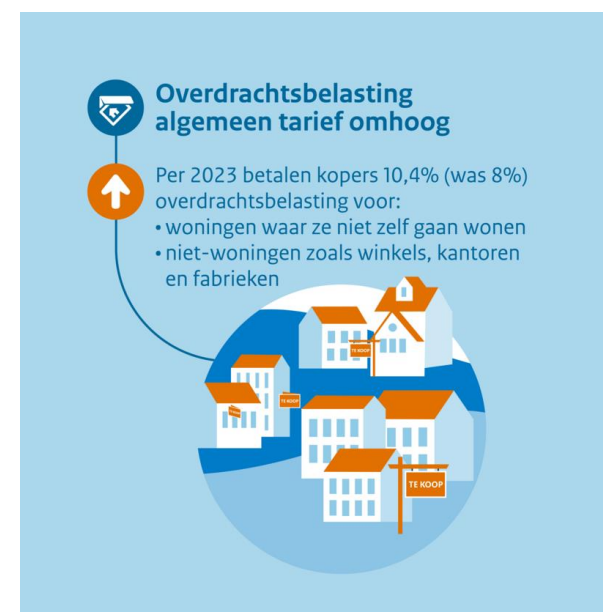 Overdrachtsbelasting
algemeen tarief omhoog
Per 2023 betalen kopers 10,4% (was 8%)
overdrachtsbelasting voor:
• woningen waar ze niet zelf gaan wonen
• niet-woningen zoals winkels, kantoren
en fabrieken
TE KOOP
TE KOOP
TE KOOP